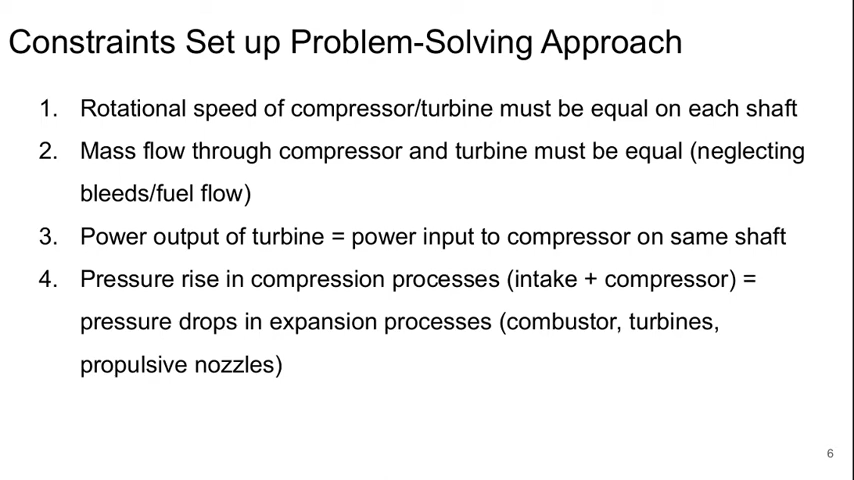 Constraints Set up Problem-Solving Approach
1. Rotational speed of compressor/turbine must be equal on each shaft
2. Mass flow through compressor and turbine must be equal (neglecting
bleeds/fuel flow)
3. Power output of turbine = power input to compressor on same shaft
4. Pressure rise in compression processes (intake + compressor) =
pressure drops in expansion processes (combustor, turbines,
propulsive nozzles)
6